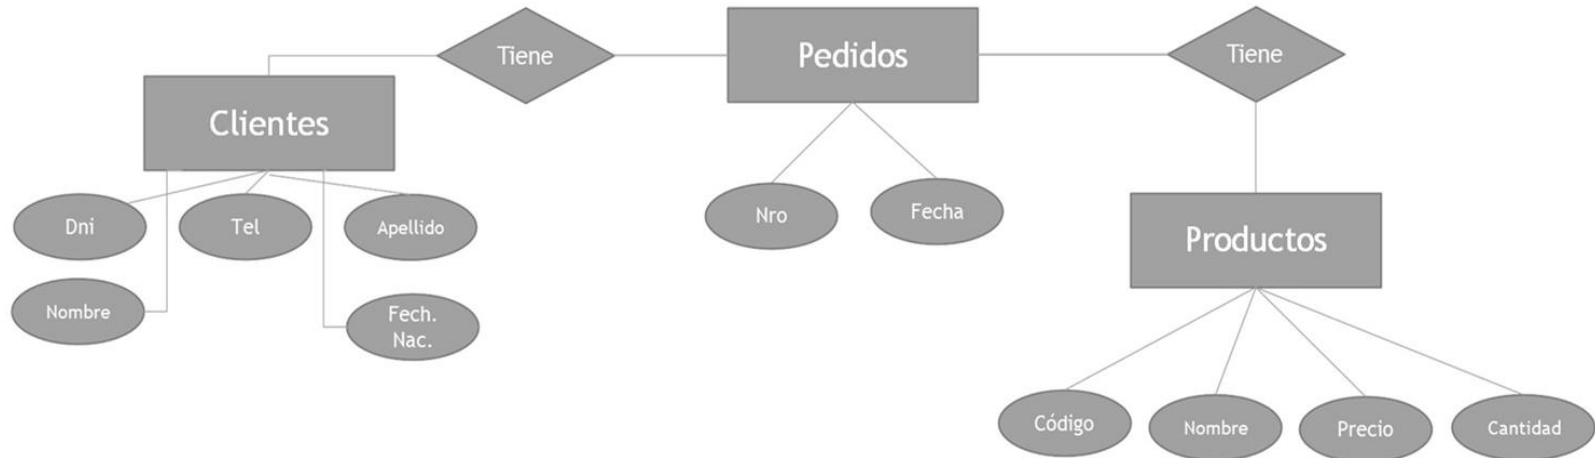 Tiene
Pedidos
Tiene
Clientes
Dni
Tel
Apellido
Nro
Fecha
Productos
Nombre
Fech.
Nac.
Código
Nombre
Precio
Cantidad